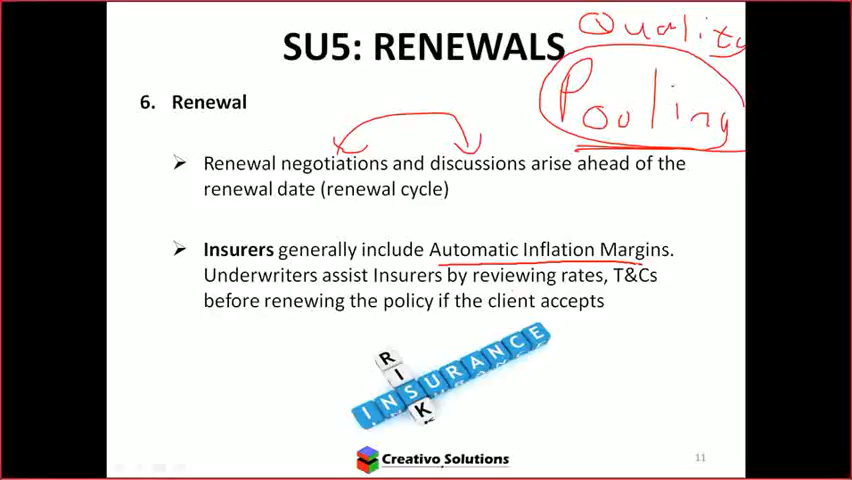 SU5: RENEWALS
Quality
Pooling
6. Renewal
Renewal negotiations and discussions arise ahead of the
renewal date (renewal cycle)
Insurers generally include Automatic Inflation Margins.
Underwriters assist Insurers by reviewing rates, T&Cs
before renewing the policy if the client accepts
RISK
INSURANCE
Creativo Solutions
11